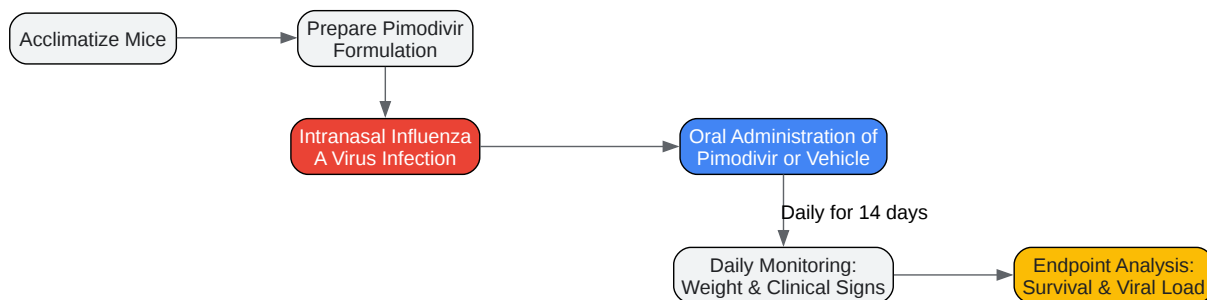 Acclimatize Mice
Prepare Pimodivir
Formulation
Intranasal Influenza
A Virus Infection
Oral Administration of
Pimodivir or Vehicle
Daily for 14 days
Daily Monitoring:
Weight & Clinical Signs
Endpoint Analysis:
Survival & Viral Load